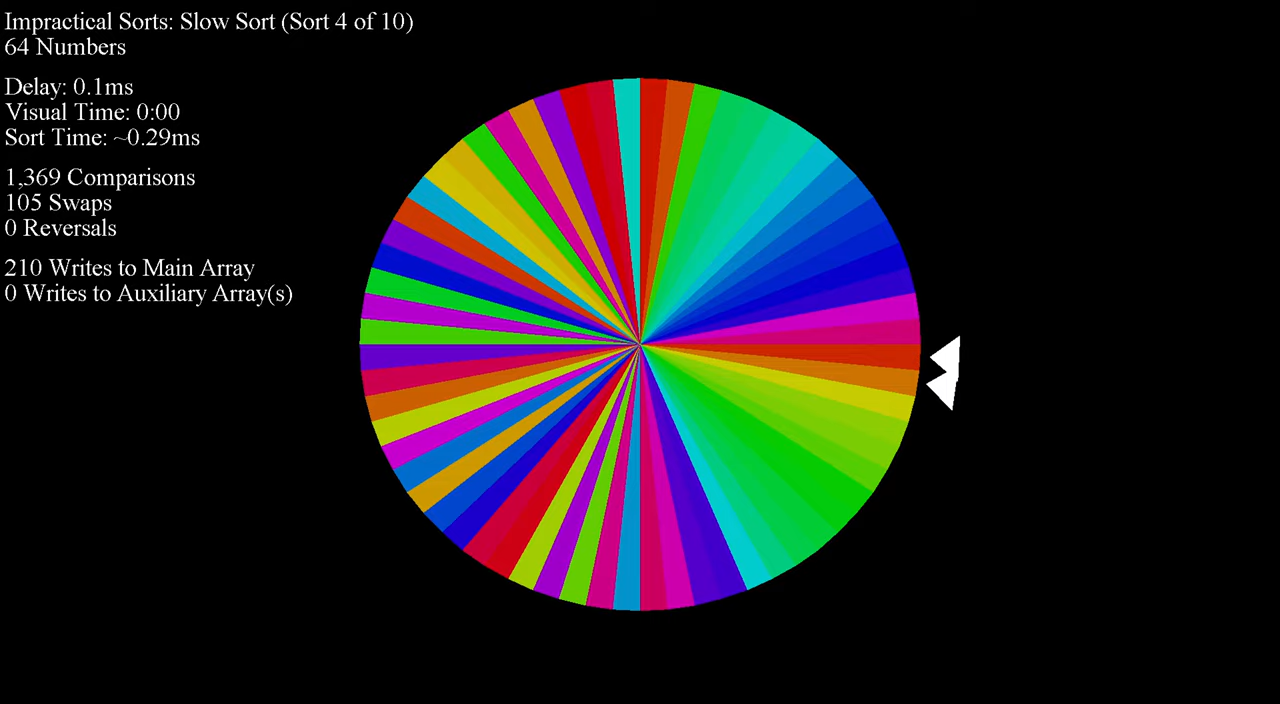 Impractical Sorts: Slow Sort (Sort 4 of 10)
64 Numbers
Delay: 0.1ms
Visual Time: 0:00
Sort Time: ~0.29ms
1,369 Comparisons
105 Swaps
0 Reversals
210 Writes to Main Array
0 Writes to Auxiliary Array(s)